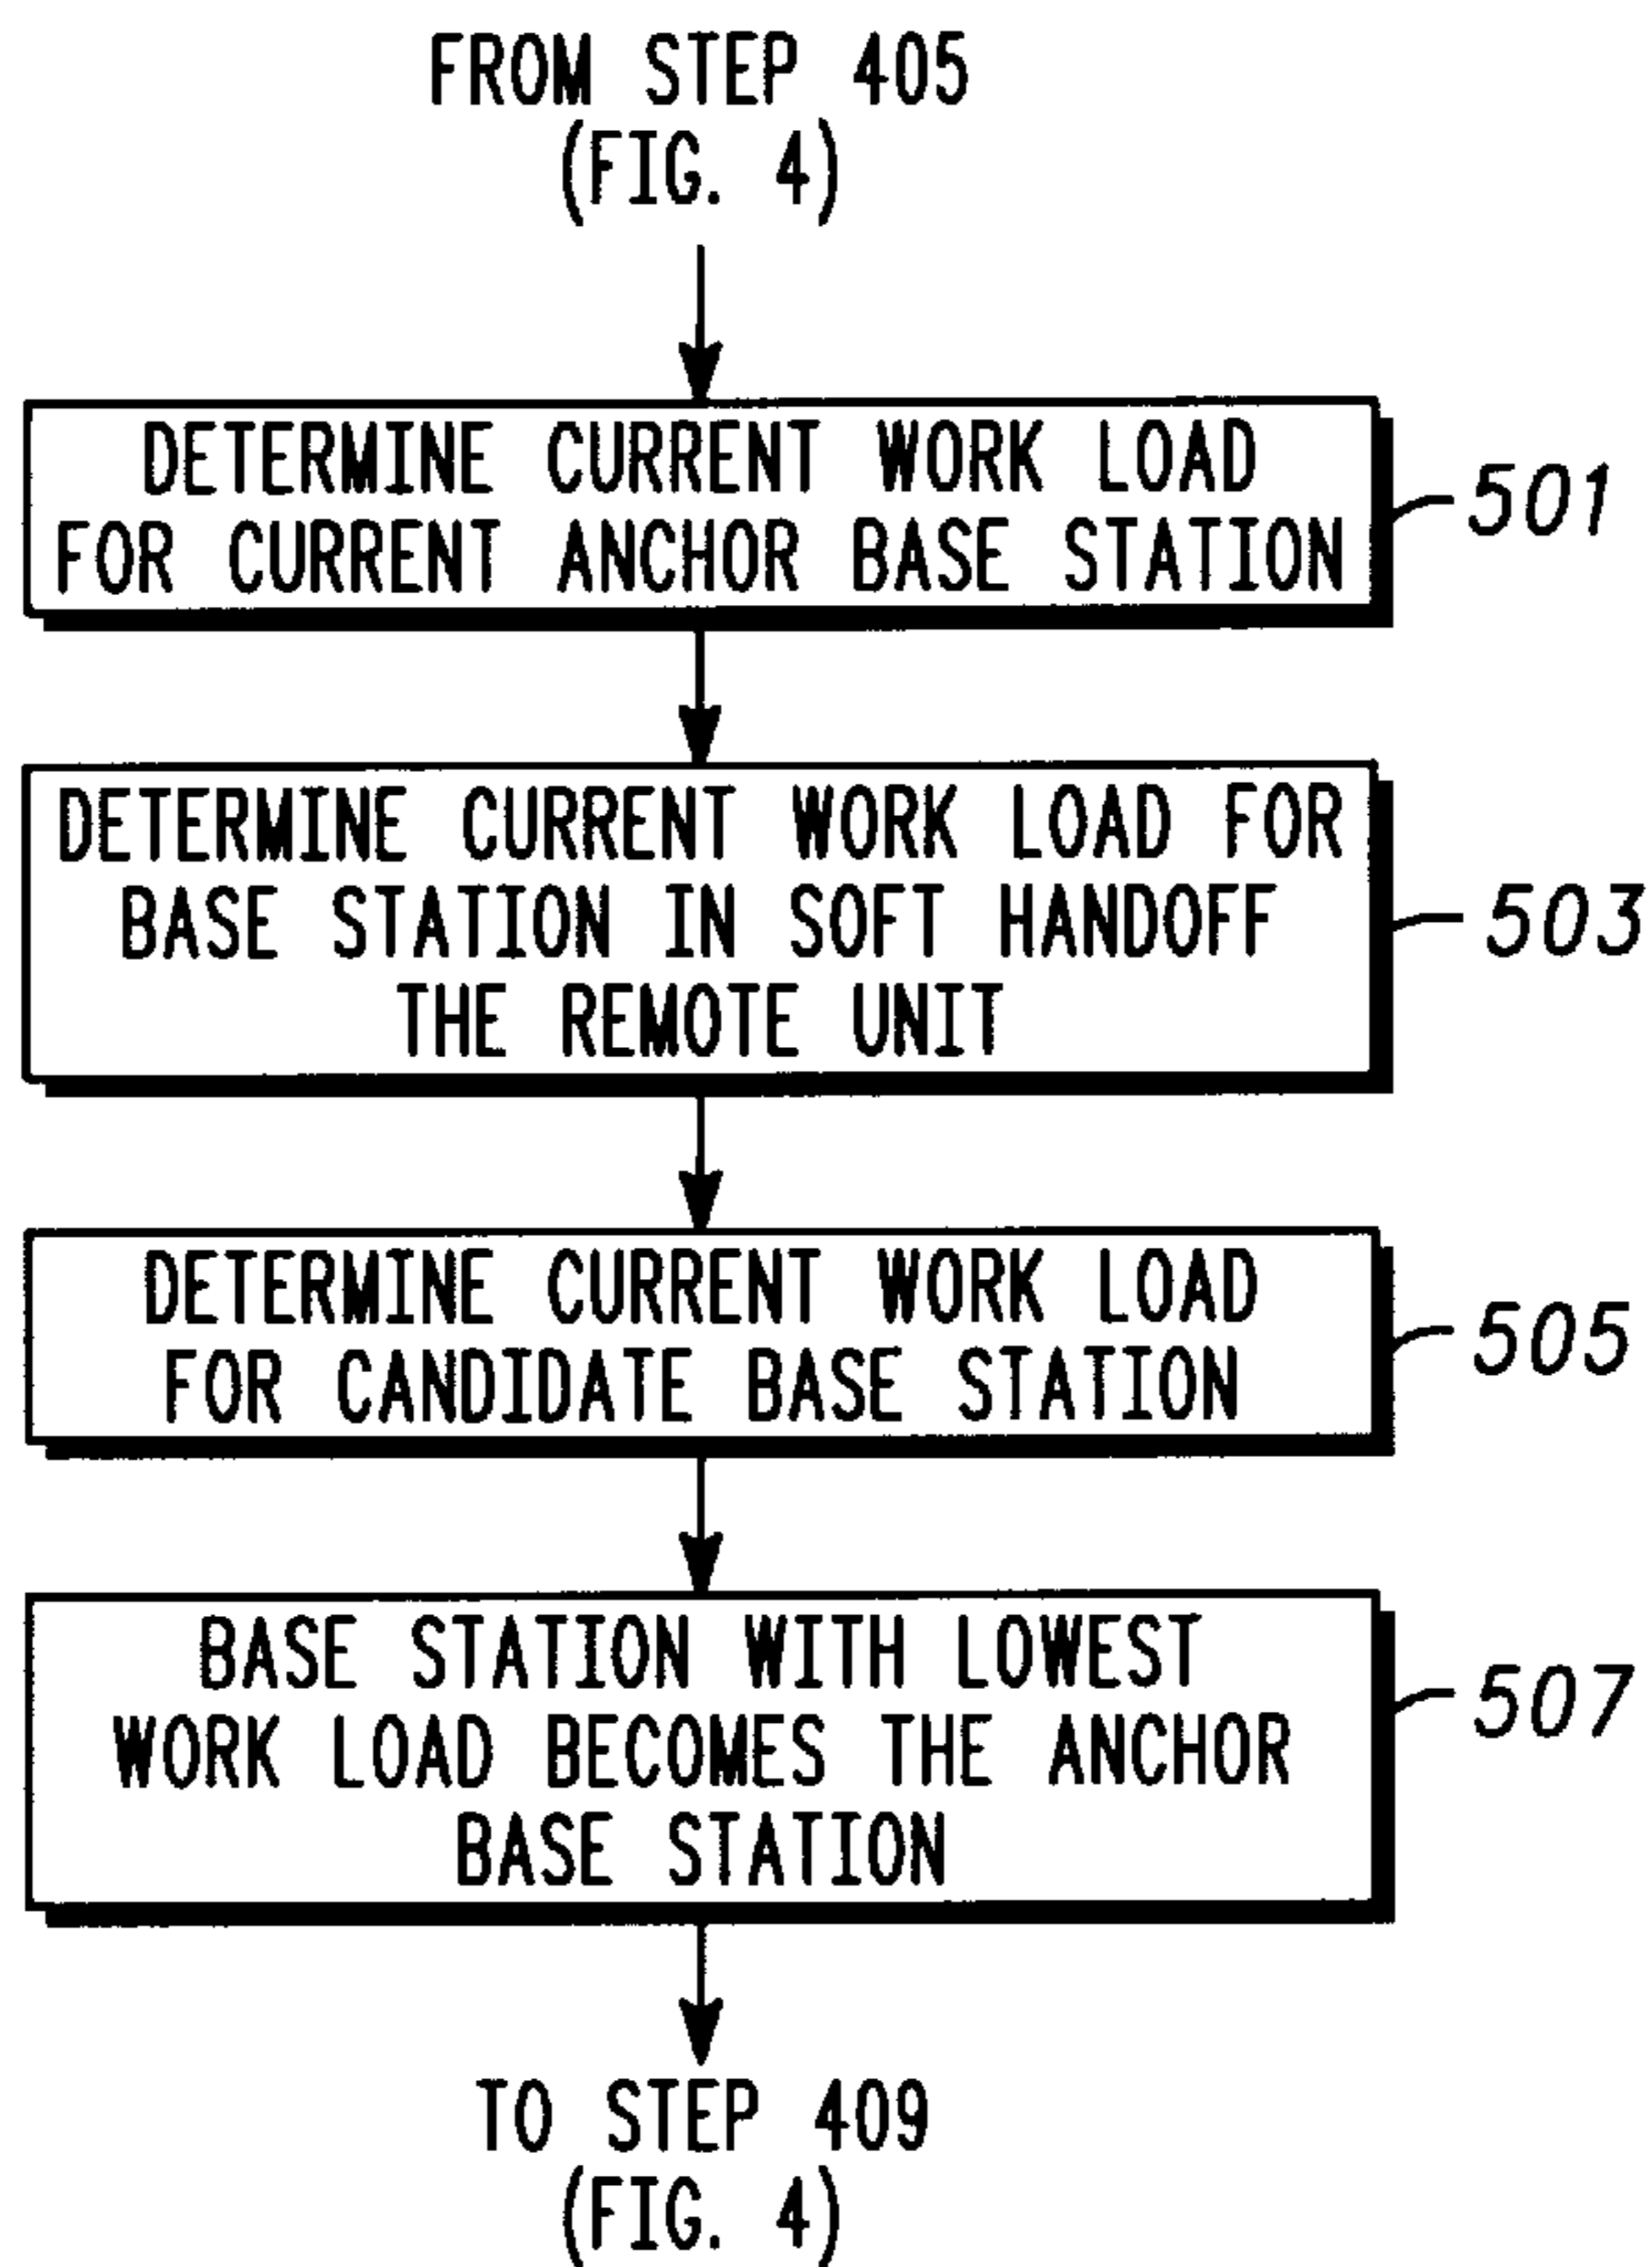 FROM STEP 405
(FIG. 4)
DETERMINE CURRENT WORK LOAD
FOR CURRENT ANCHOR BASE STATION
501
DETERMINE CURRENT WORK LOAD FOR
BASE STATION IN SOFT HANDOFF
THE REMOTE UNIT
503
DETERMINE CURRENT WORK LOAD
FOR CANDIDATE BASE STATION
505
BASE STATION WITH LOWEST
WORK LOAD BECOMES THE ANCHOR
BASE STATION
507
TO STEP 409
(FIG. 4)